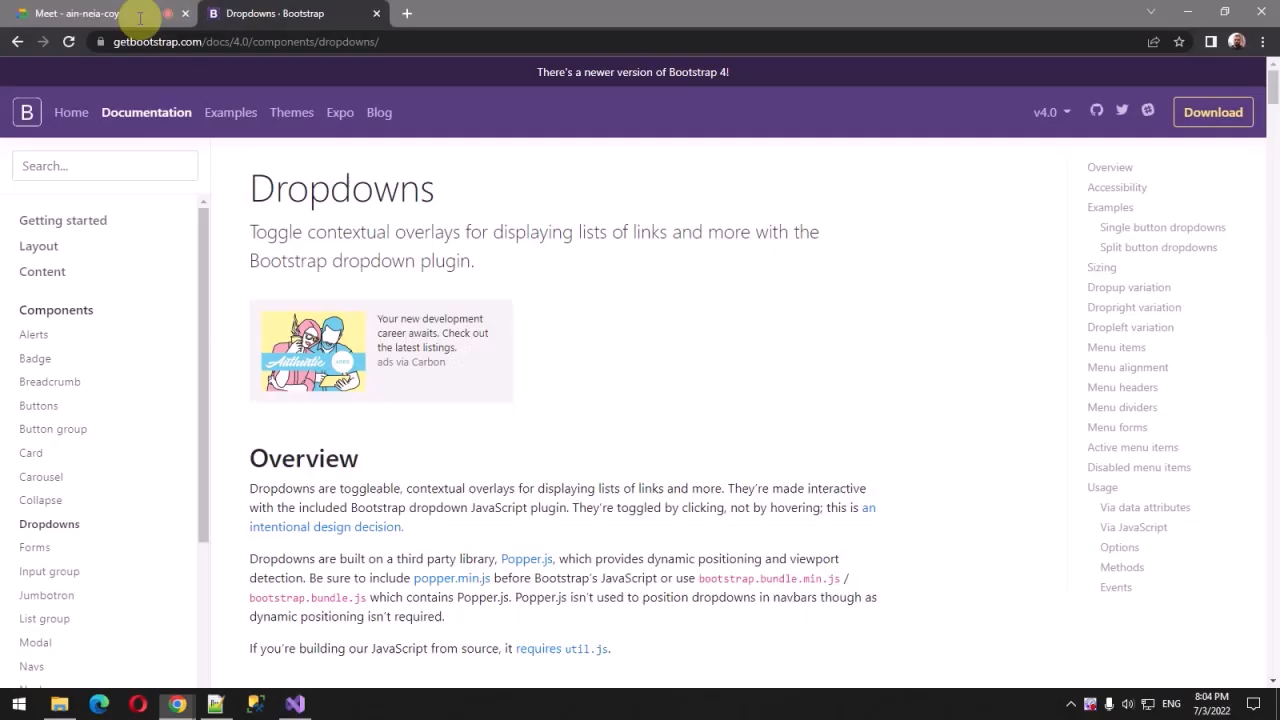 Meet - ain-neia-coy
Dropdowns · Bootstrap
getbootstrap.com/docs/4.0/components/dropdowns/
There's a newer version of Bootstrap 4!
B
Home
Documentation
Examples
Themes
Expo
Blog
v4.0
Download
Search...
Getting started
Layout
Content
Components
Alerts
Badge
Breadcrumb
Buttons
Button group
Card
Carousel
Collapse
Dropdowns
Forms
Input group
Jumbotron
List group
Modal
Navs
Dropdowns
Toggle contextual overlays for displaying lists of links and more with the
Bootstrap dropdown plugin.
Authentic
Your new development
career awaits. Check out
the latest listings.
ads via Carbon
Overview
Dropdowns are toggleable, contextual overlays for displaying lists of links and more. They're made interactive
with the included Bootstrap dropdown JavaScript plugin. They're toggled by clicking, not by hovering; this is an
intentional design decision.
Dropdowns are built on a third party library, Popper.js, which provides dynamic positioning and viewport
detection. Be sure to include popper.min.js before Bootstrap's JavaScript or use bootstrap.bundle.min.js /
bootstrap.bundle.js which contains Popper.js. Popper.js isn't used to position dropdowns in navbars though as
dynamic positioning isn't required.
If you're building our JavaScript from source, it requires util.js.
Overview
Accessibility
Examples
Single button dropdowns
Split button dropdowns
Sizing
Dropup variation
Dropright variation
Dropleft variation
Menu items
Menu alignment
Menu headers
Menu dividers
Menu forms
Active menu items
Disabled menu items
Usage
Via data attributes
Via JavaScript
Options
Methods
Events
ENG
8:04 PM
7/3/2022